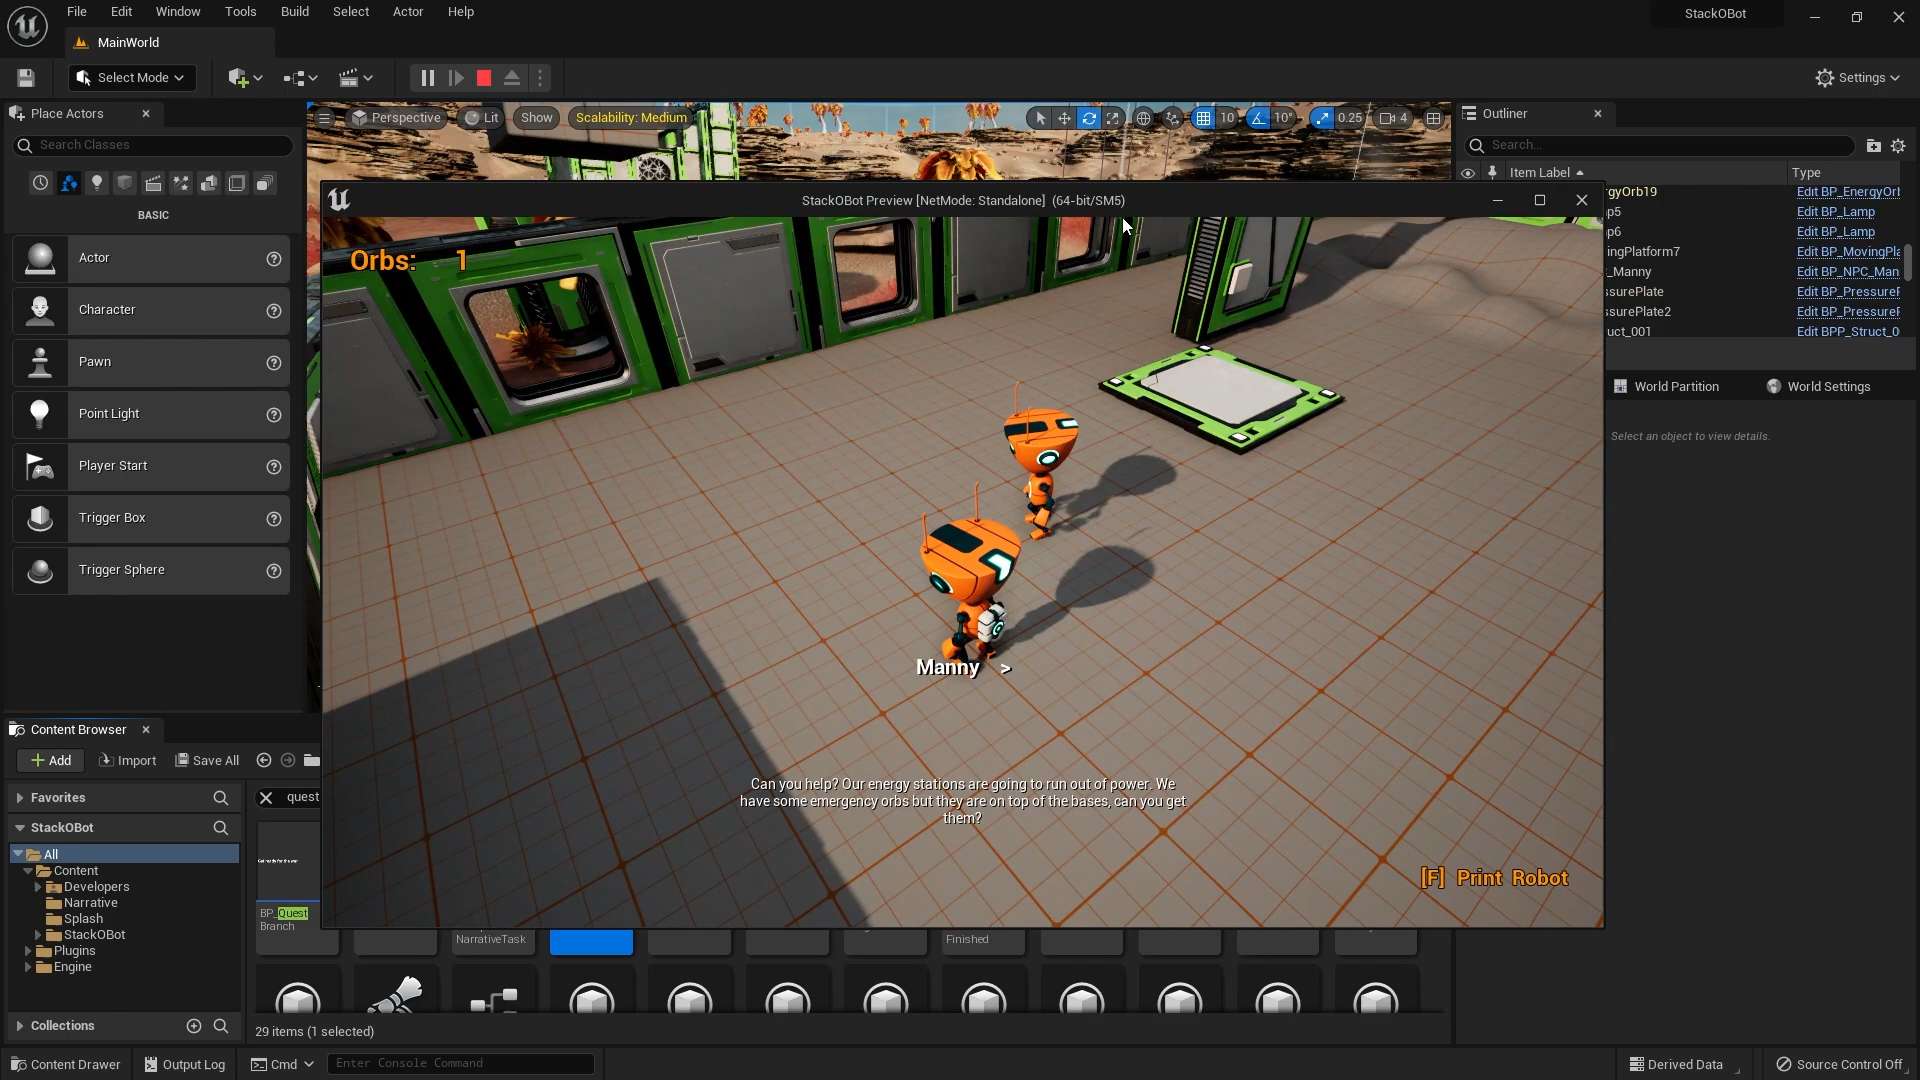 File Edit Window Tools Build Select Actor Help
StackOBot
MainWorld
Select Mode
Settings
Place Actors
Search Classes
BASIC
Actor
Character
Pawn
Point Light
Player Start
Trigger Box
Trigger Sphere
Perspective Lit Show Scalability: Medium 10 10° 0.25 4
StackOBot Preview [NetMode: Standalone] (64-bit/SM5)
Orbs: 1
Manny >
Can you help? Our energy stations are going to run out of power. We
have some emergency orbs but they are on top of the bases, can you get
them?
[F] Print Robot
Outliner
Search...
Item Label Type
gyOrb19 Edit BP_EnergyOrb
p5 Edit BP_Lamp
p6 Edit BP_Lamp
ingPlatform7 Edit BP_MovingPla
_Manny Edit BP_NPC_Man
ssurePlate Edit BP_PressureP
ssurePlate2 Edit BP_PressureP
uct_001 Edit BPP_Struct_0
World Partition World Settings
Select an object to view details.
Content Browser
Add Import Save All
Favorites
StackOBot
All
Content
Developers
Narrative
Splash
StackOBot
Plugins
Engine
Collections
quest
BP_Quest
Branch
NarrativeTask
Finished
29 items (1 selected)
Content Drawer Output Log Cmd Enter Console Command
Derived Data Source Control Off